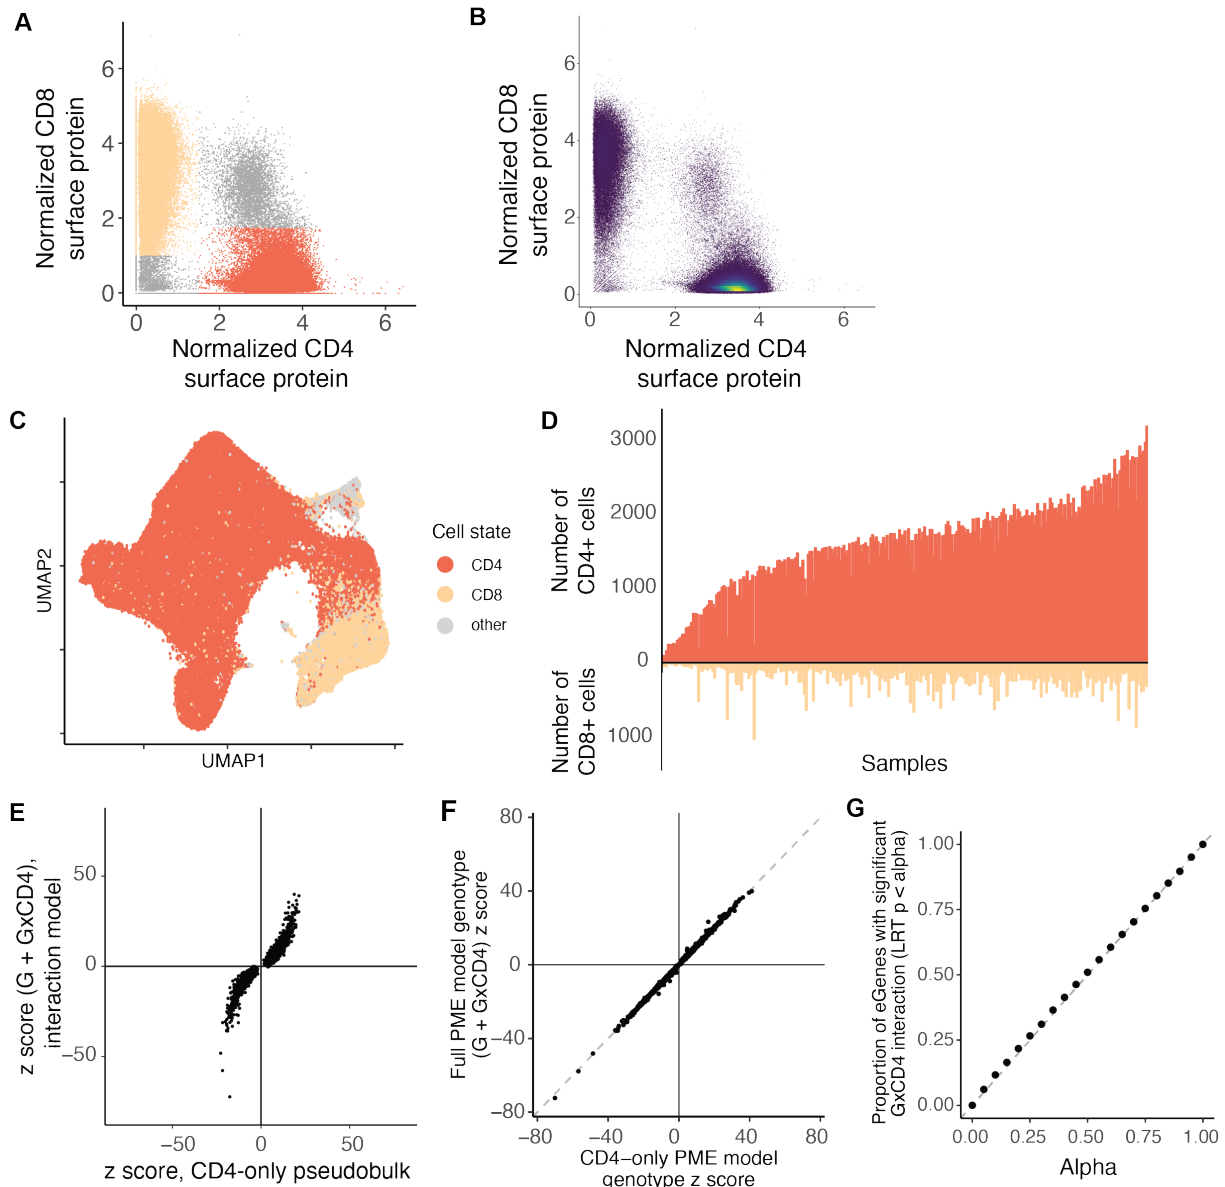 A
Normalized CD8
surface protein
6
4
2
0
0
2
4
6
Normalized CD4
surface protein
B
Normalized CD8
surface protein
6
4
2
0
0
2
4
6
Normalized CD4
surface protein
C
UMAP2
UMAP1
Cell state
CD4
CD8
other
D
Number of
CD4+ cells
3000
2000
1000
0
Number of
CD8+ cells
1000
Samples
E
z score (G + GxCD4),
interaction model
50
0
−50
−50
0
50
z score, CD4-only pseudobulk
F
Full PME model genotype
(G + GxCD4) z score
80
40
0
−40
−80
−80
−40
0
40
80
CD4−only PME model
genotype z score
G
Proportion of eGenes with significant
GxCD4 interaction (LRT p < alpha)
1.00
0.75
0.50
0.25
0.00
0.00
0.25
0.50
0.75
1.00
Alpha